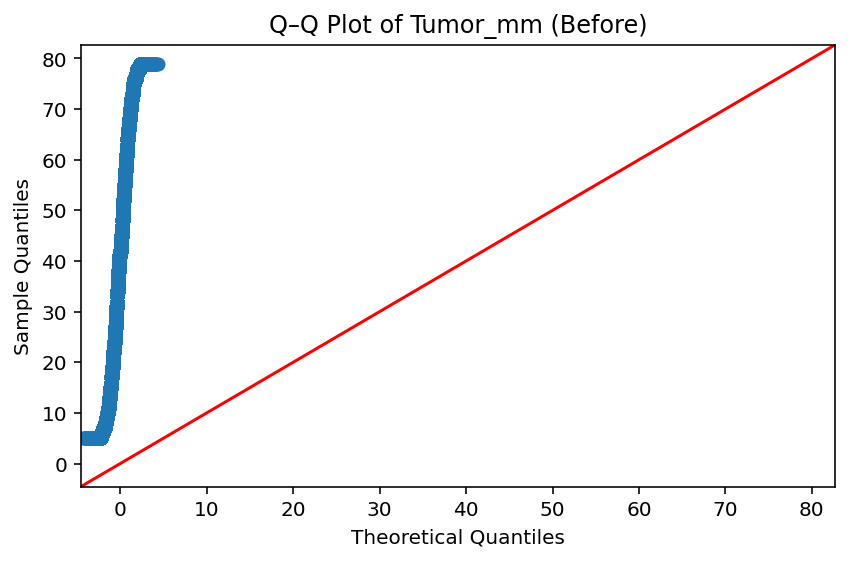 Q–Q Plot of Tumor_mm (Before)
Sample Quantiles
80
70
60
50
40
30
20
10
0
0 10 20 30 40 50 60 70 80
Theoretical Quantiles